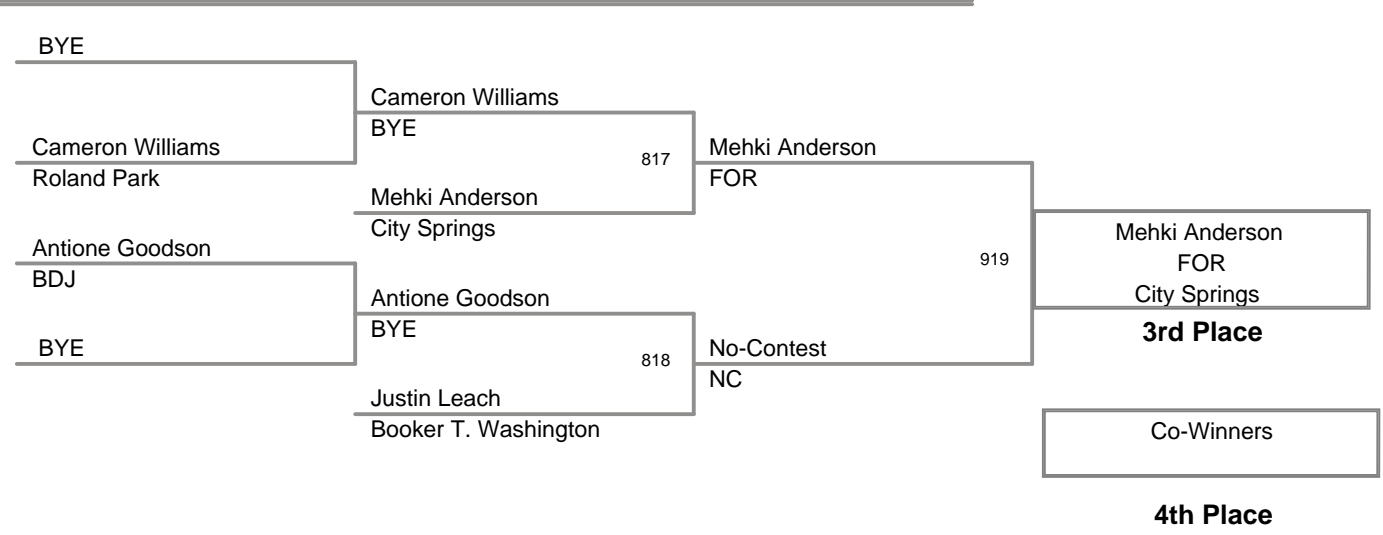 BYE
Cameron Williams
BYE
Cameron Williams
Roland Park
817
Mehki Anderson
FOR
Mehki Anderson
City Springs
Antione Goodson
BDJ
919
Mehki Anderson
FOR
City Springs
3rd Place
Antione Goodson
BYE
BYE
818
No-Contest
NC
Justin Leach
Booker T. Washington
Co-Winners
4th Place